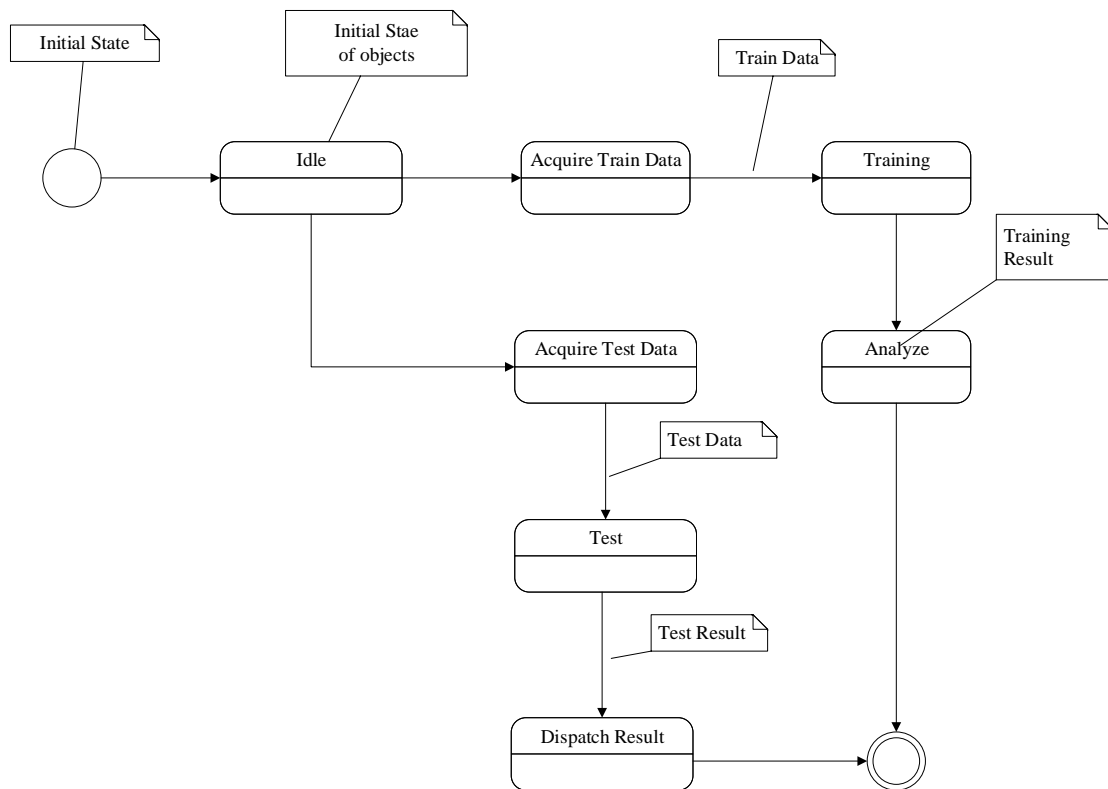 Initial State
Initial Stae
of objects
Train Data
Idle
Acquire Train Data
Training
Training
Result
Acquire Test Data
Analyze
Test Data
Test
Test Result
Dispatch Result